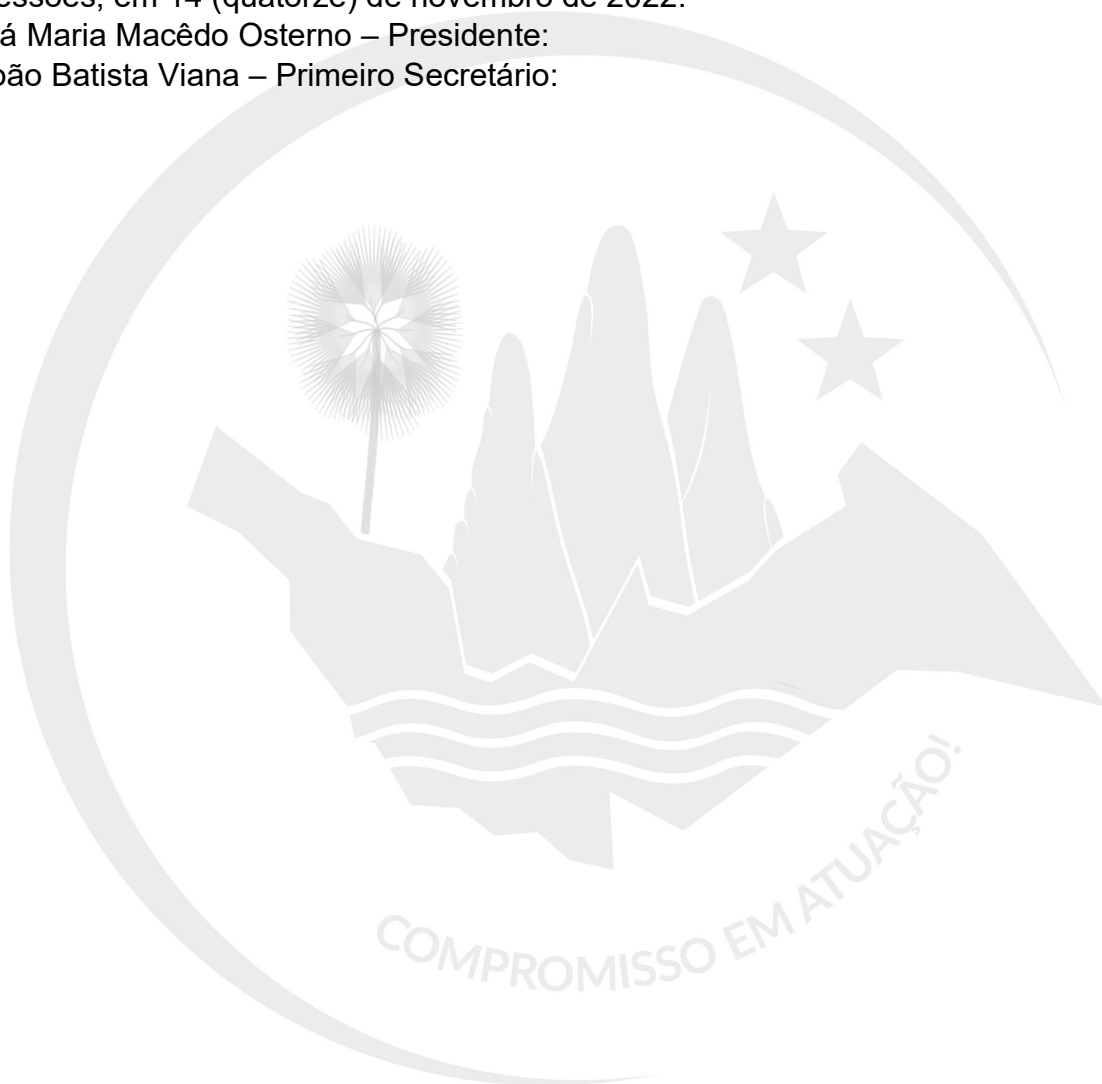 essões, em 14 (quatorze) de novembro de 2022.
á Maria Macêdo Osterno – Presidente:
oão Batista Viana – Primeiro Secretário:
COMPROMISSO EM ATUAÇÃO!